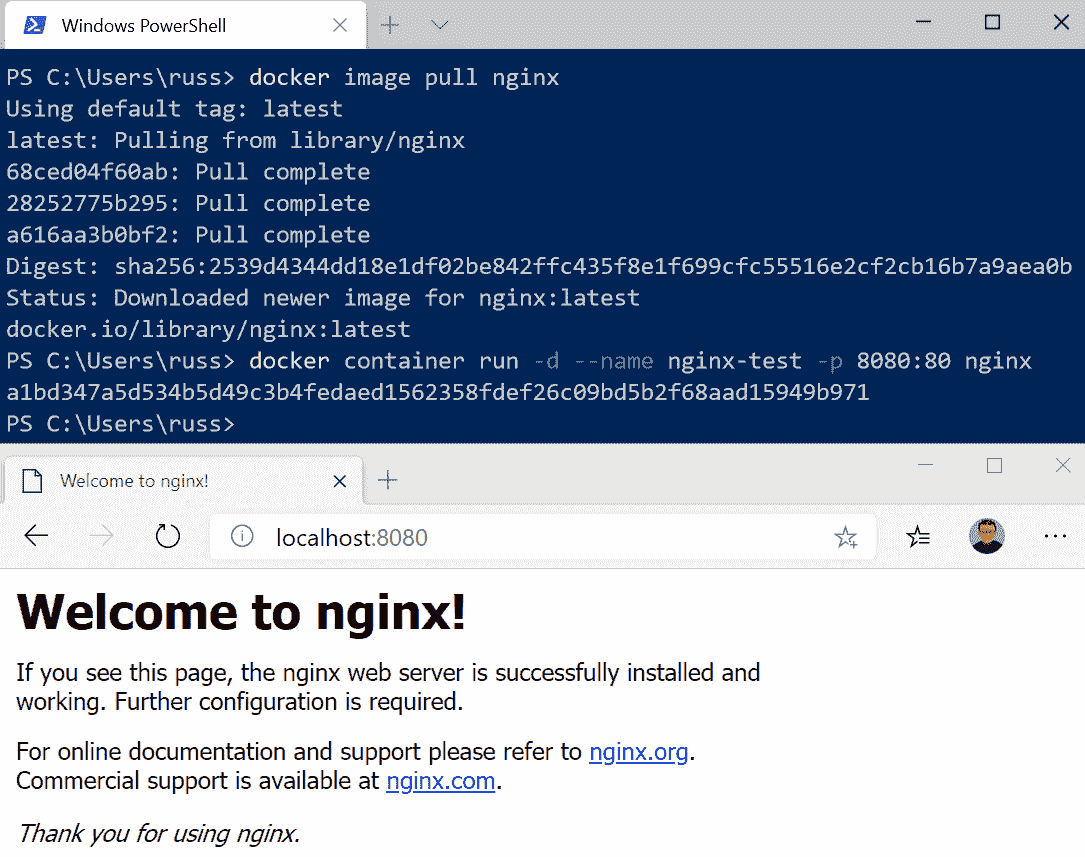 Windows PowerShell
PS C:\Users\russ> docker image pull nginx
Using default tag: latest
latest: Pulling from library/nginx
68ced04f60ab: Pull complete
28252775b295: Pull complete
a616aa3b0bf2: Pull complete
Digest: sha256:2539d4344dd18e1df02be842ffc435f8e1f699cfc55516e2cf2cb16b7a9aea0b
Status: Downloaded newer image for nginx:latest
docker.io/library/nginx:latest
PS C:\Users\russ> docker container run -d --name nginx-test -p 8080:80 nginx
a1bd347a5d534b5d49c3b4fedaed1562358fdef26c09bd5b2f68aad15949b971
PS C:\Users\russ>
Welcome to nginx!
localhost:8080
Welcome to nginx!
If you see this page, the nginx web server is successfully installed and
working. Further configuration is required.
For online documentation and support please refer to nginx.org.
Commercial support is available at nginx.com.
Thank you for using nginx.